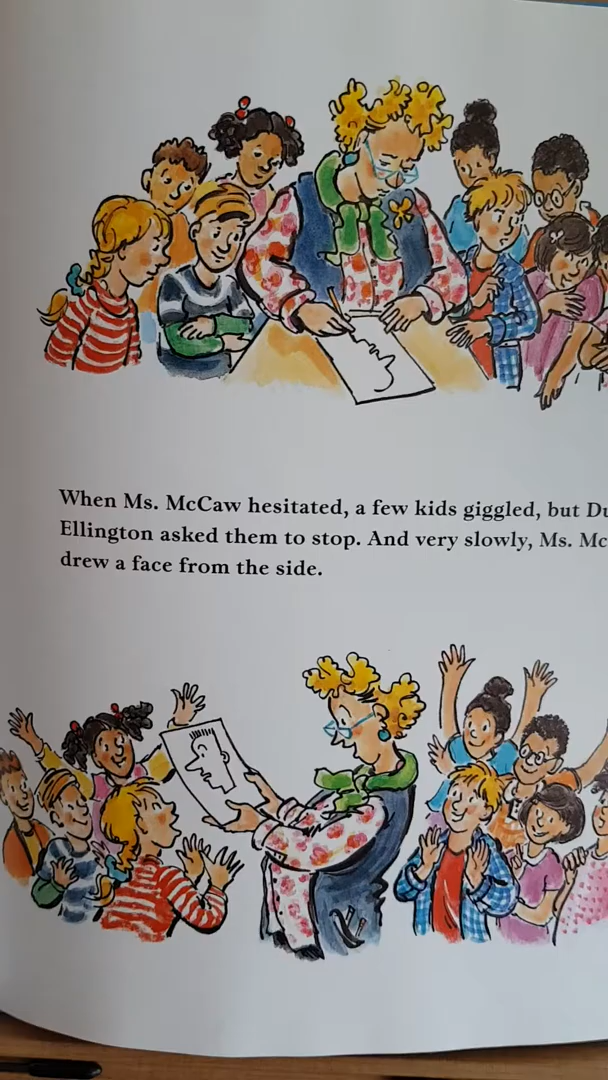 When Ms. McCaw hesitated, a few kids giggled, but
Ellington asked them to stop. And very slowly, Ms.
drew a face from the side.